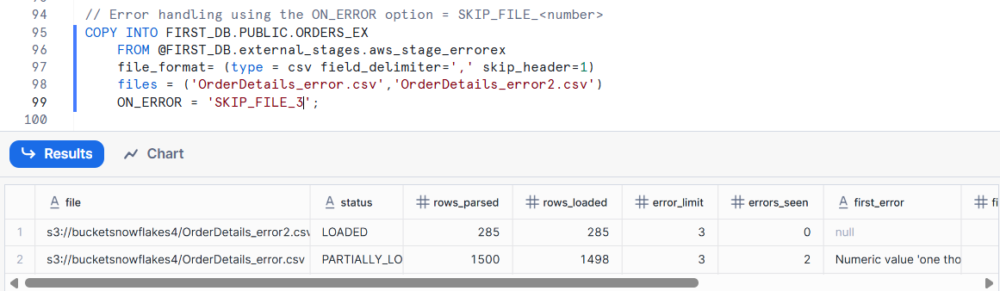 94 // Error handling using the ON_ERROR option = SKIP_FILE_<number>
95 COPY INTO FIRST_DB.PUBLIC.ORDERS_EX
96 FROM @FIRST_DB.external_stages.aws_stage_errorex
97 file_format= (type = csv field_delimiter=',' skip_header=1)
98 files = ('OrderDetails_error.csv','OrderDetails_error2.csv')
99 ON_ERROR = 'SKIP_FILE_3';
100
Results Chart
A file A status # rows_parsed # rows_loaded # error_limit # errors_seen A first_error # fi
1 s3://bucketsnowflakes4/OrderDetails_error2.csv LOADED 285 285 3 0 null
2 s3://bucketsnowflakes4/OrderDetails_error.csv PARTIALLY_LO 1500 1498 3 2 Numeric value 'one tho